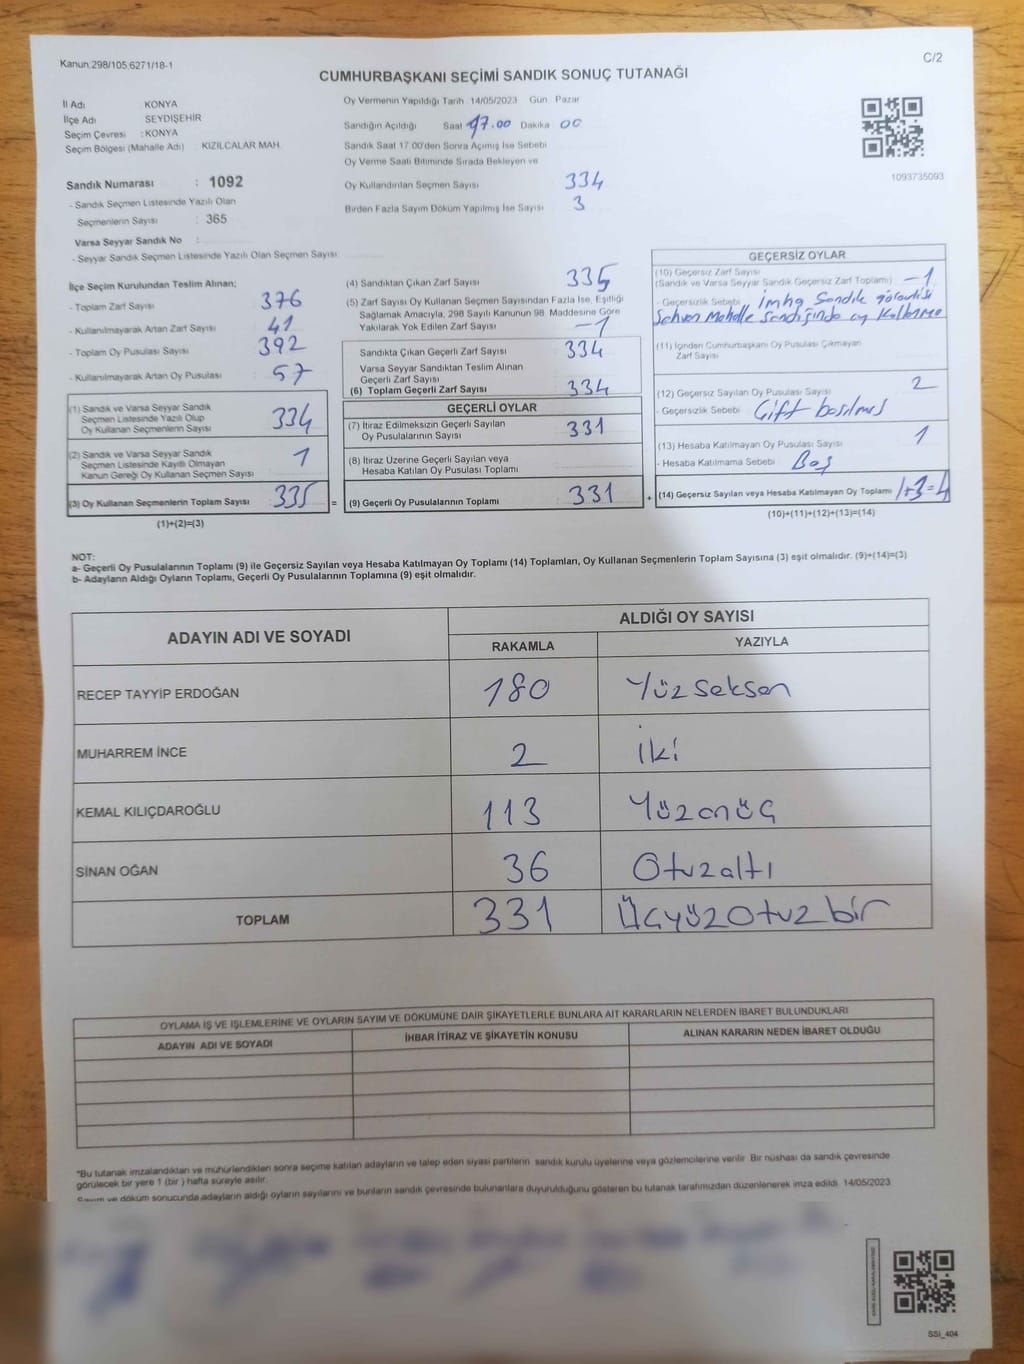 Kanun:298/105;6271/18-1
C/2
CUMHURBAŞKANI SEÇİMİ SANDIK SONUÇ TUTANAĞI
İl Adı KONYA
İlçe Adı SEYDİŞEHİR
Seçim Çevresi : KONYA
Seçim Bölgesi (Mahalle Adı) KIZILCALAR MAH.
Sandık Numarası : 1092
- Sandık Seçmen Listesinde Yazılı Olan
Seçmenlerin Sayısı : 365
Varsa Seyyar Sandık No :
- Seyyar Sandık Seçmen Listesinde Yazılı Olan Seçmen Sayısı
Oy Vermenin Yapıldığı Tarih 14/05/2023 Gün Pazar
Sandığın Açıldığı Saat 17.00 Dakika 00
Sandık Saat 17:00'den Sonra Açımış İse Sebebi
Oy Verme Saati Bitiminde Sırada Bekleyen ve
Oy Kullandırılan Seçmen Sayısı 334
Birden Fazla Sayım Döküm Yapılmış İse Sayısı 3
1093735093
İlçe Seçim Kurulundan Teslim Alınan;
- Toplam Zarf Sayısı 376
- Kullanılmayarak Artan Zarf Sayısı 41
- Toplam Oy Pusulası Sayısı 392
- Kullanılmayarak Artan Oy Pusulası 57
(1) Sandık ve Varsa Seyyar Sandık
Seçmen Listesinde Yazılı Olup
Oy Kullanan Seçmenlerin Sayısı 334
(2) Sandık ve Varsa Seyyar Sandık
Seçmen Listesinde Kayıtlı Olmayan
Kanun Gereği Oy Kullanan Seçmen Sayısı 1
(3) Oy Kullanan Seçmenlerin Toplam Sayısı 335 =
(1)+(2)=(3)
(4) Sandıktan Çıkan Zarf Sayısı 335
(5) Zarf Sayısı Oy Kullanan Seçmen Sayısından Fazla İse, Eşitliği
Sağlamak Amacıyla, 298 Sayılı Kanunun 98. Maddesine Göre
Yakılarak Yok Edilen Zarf Sayısı -1
Sandıkta Çıkan Geçerli Zarf Sayısı 334
Varsa Seyyar Sandıktan Teslim Alınan
Geçerli Zarf Sayısı
(6) Toplam Geçerli Zarf Sayısı 334
GEÇERLİ OYLAR
(7) İtiraz Edilmeksizin Geçerli Sayılan
Oy Pusulalarının Sayısı 331
(8) İtiraz Üzerine Geçerli Sayılan veya
Hesaba Katılan Oy Pusulası Toplamı
(9) Geçerli Oy Pusulalarının Toplamı 331 +
GEÇERSİZ OYLAR
(10) Geçersiz Zarf Sayısı
(Sandık ve Varsa Seyyar Sandık Geçersiz Zarf Toplamı) -1
- Geçersizlik Sebebi İmha Sandık görevlisi
Sehven Mahalle Sandığında oy Kullanma
(11) İçinden Cumhurbaşkanı Oy Pusulası Çıkmayan
Zarf Sayısı
(12) Geçersiz Sayılan Oy Pusulası Sayısı 2
- Geçersizlik Sebebi Çift basılmış
(13) Hesaba Katılmayan Oy Pusulası Sayısı 1
- Hesaba Katılmama Sebebi Boş
(14) Geçersiz Sayılan veya Hesaba Katılmayan Oy Toplamı 1+3=4
(10)+(11)+(12)+(13)=(14)
NOT:
a- Geçerli Oy Pusulalarının Toplamı (9) ile Geçersiz Sayılan veya Hesaba Katılmayan Oy Toplamı (14) Toplamları, Oy Kullanan Seçmenlerin Toplam Sayısına (3) eşit olmalıdır. (9)+(14)=(3)
b- Adayların Aldığı Oyların Toplamı, Geçerli Oy Pusulalarının Toplamına (9) eşit olmalıdır.
ADAYIN ADI VE SOYADI
ALDIĞI OY SAYISI
RAKAMLA YAZIYLA
RECEP TAYYİP ERDOĞAN 180 Yüz seksen
MUHARREM İNCE 2 İki
KEMAL KILIÇDAROĞLU 113 Yüzonüç
SİNAN OĞAN 36 Otuzaltı
TOPLAM 331 ÜçyüzOtuzbir
OYLAMA İŞ VE İŞLEMLERİNE VE OYLARIN SAYIM VE DÖKÜMÜNE DAİR ŞİKAYETLERLE BUNLARA AİT KARARLARIN NELERDEN İBARET BULUNDUKLARI
ADAYIN ADI VE SOYADI İHBAR İTİRAZ VE ŞİKAYETİN KONUSU ALINAN KARARIN NEDEN İBARET OLDUĞU
*Bu tutanak imzalandıktan ve mühürlendikten sonra seçime katılan adayların ve talep eden siyasi partilerin sandık kurulu üyelerine veya gözlemcilerine verilir. Bir nüshası da sandık çevresinde
görülecek bir yere 1 (bir) hafta süreyle asılır.
Sayım ve döküm sonucunda adayların aldığı oyların sayılarını ve bunların sandık çevresinde bulunanlara duyurulduğunu gösteren bu tutanak tarafımızdan düzenlenerek imza edildi. 14/05/2023
SSI_404